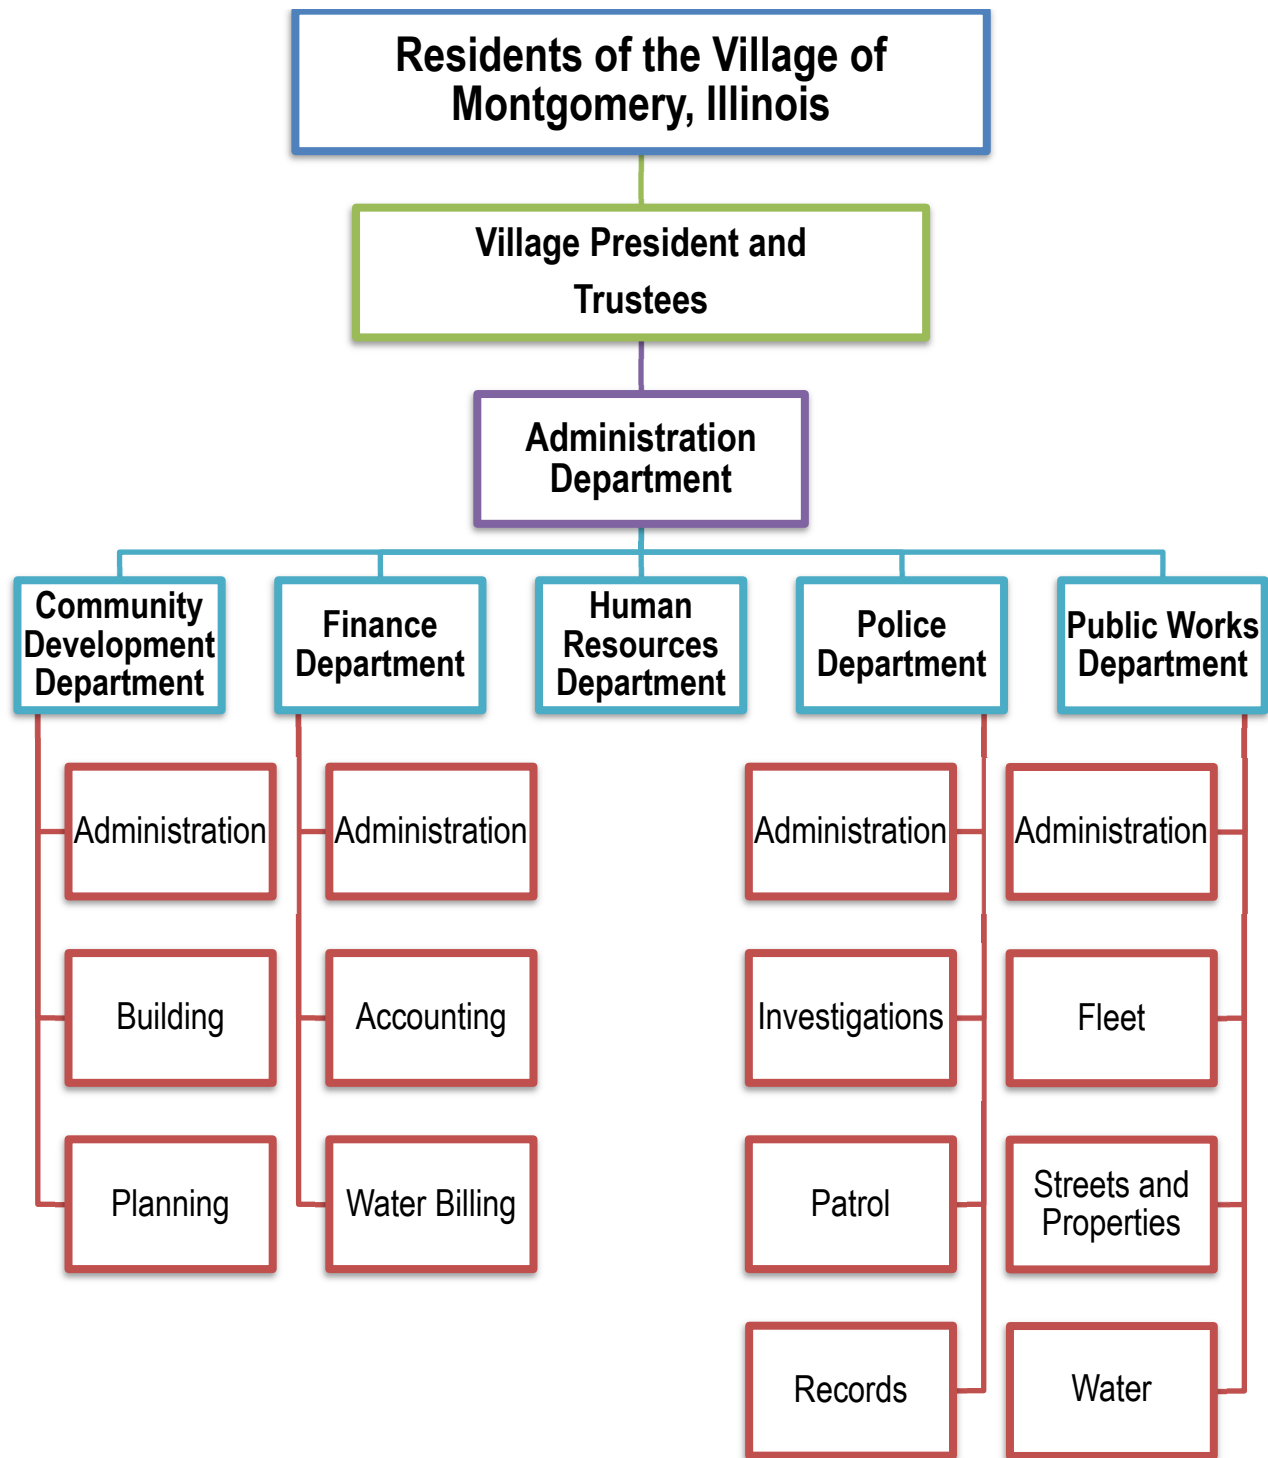 Residents of the Village of
Montgomery, Illinois
Village President and
Trustees
Administration
Department
Community
Development
Department
Finance
Department
Human
Resources
Department
Police
Department
Public Works
Department
Administration
Building
Planning
Administration
Accounting
Water Billing
Administration
Investigations
Patrol
Records
Administration
Fleet
Streets and
Properties
Water